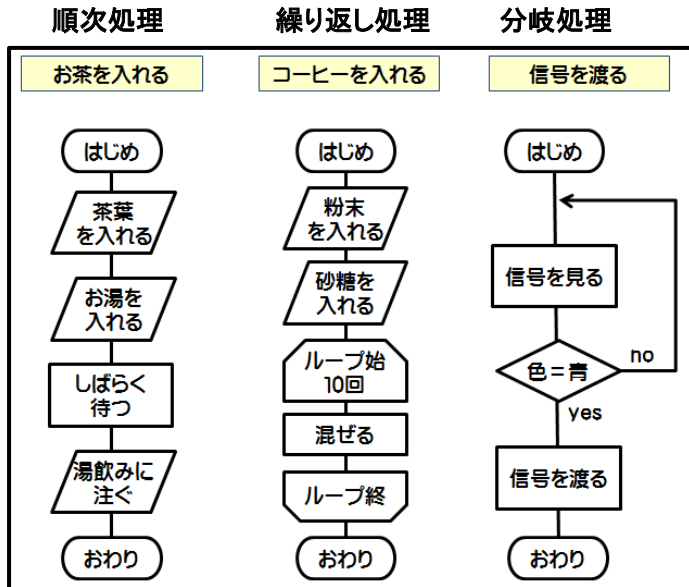 順次処理
お茶を入れる
はじめ
茶葉
を入れる
お湯を
入れる
しばらく
待つ
湯飲みに
注ぐ
おわり
繰り返し処理
コーヒーを入れる
はじめ
粉末
を入れる
砂糖を
入れる
ループ始
10回
混ぜる
ループ終
おわり
分岐処理
信号を渡る
はじめ
信号を見る
色=青
no
yes
信号を渡る
おわり